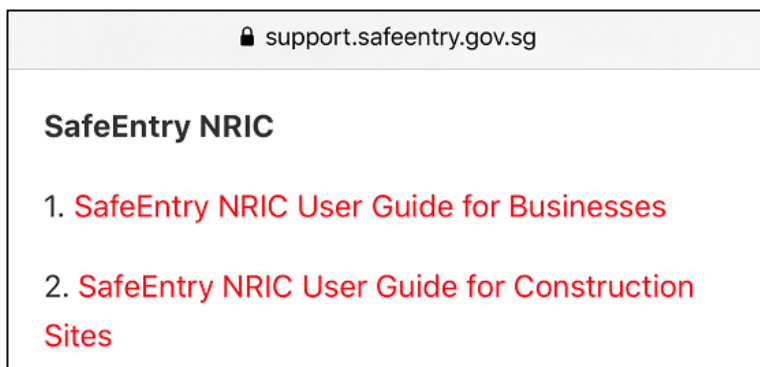 support.safeentry.gov.sg
SafeEntry NRIC
1. SafeEntry NRIC User Guide for Businesses
2. SafeEntry NRIC User Guide for Construction
Sites